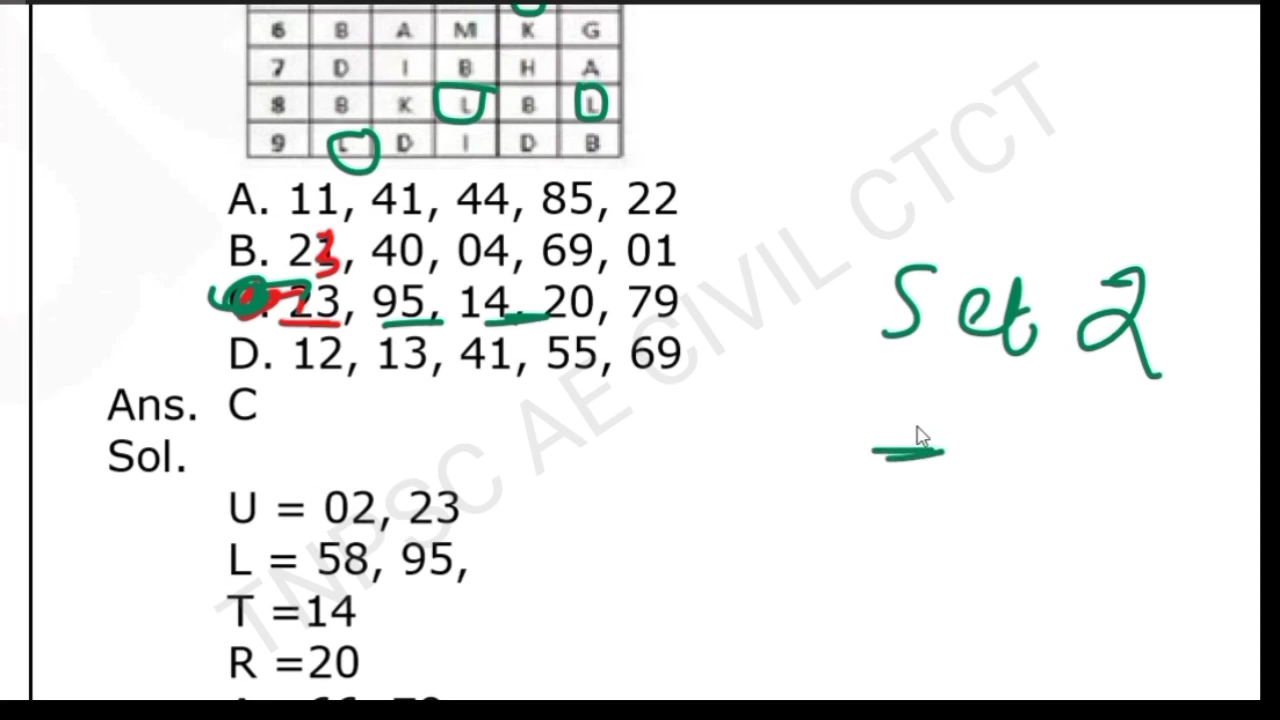 6 B A M K G
7 D I B H A
8 B K L B L
9 L D I D B
A. 11, 41, 44, 85, 22
B. 23, 40, 04, 69, 01
23, 95, 14, 20, 79
D. 12, 13, 41, 55, 69
Set 2
Ans. C
Sol.
U = 02, 23
L = 58, 95,
T =14
R =20
TNPSC AE CIVIL CTCT